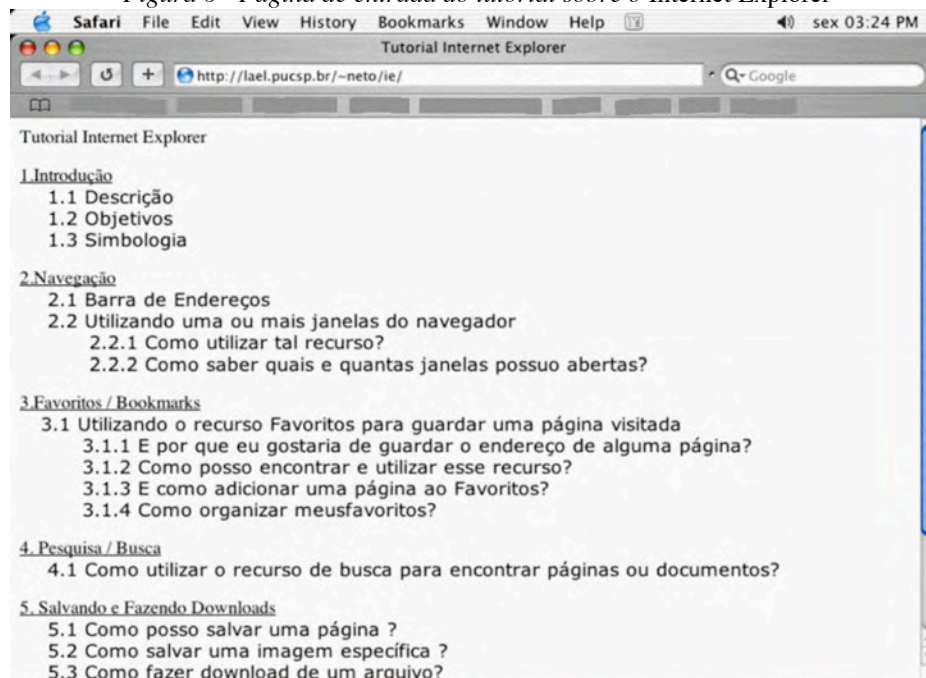 Safari File Edit View History Bookmarks Window Help sex 03:24 PM
Tutorial Internet Explorer
http://lael.pucsp.br/~neto/ie/ Google
Tutorial Internet Explorer
1.Introdução
1.1 Descrição
1.2 Objetivos
1.3 Simbologia
2.Navegação
2.1 Barra de Endereços
2.2 Utilizando uma ou mais janelas do navegador
2.2.1 Como utilizar tal recurso?
2.2.2 Como saber quais e quantas janelas possuo abertas?
3.Favoritos / Bookmarks
3.1 Utilizando o recurso Favoritos para guardar uma página visitada
3.1.1 E por que eu gostaria de guardar o endereço de alguma página?
3.1.2 Como posso encontrar e utilizar esse recurso?
3.1.3 E como adicionar uma página ao Favoritos?
3.1.4 Como organizar meusfavoritos?
4. Pesquisa / Busca
4.1 Como utilizar o recurso de busca para encontrar páginas ou documentos?
5. Salvando e Fazendo Downloads
5.1 Como posso salvar uma página ?
5.2 Como salvar uma imagem específica ?
5.3 Como fazer download de um arquivo?